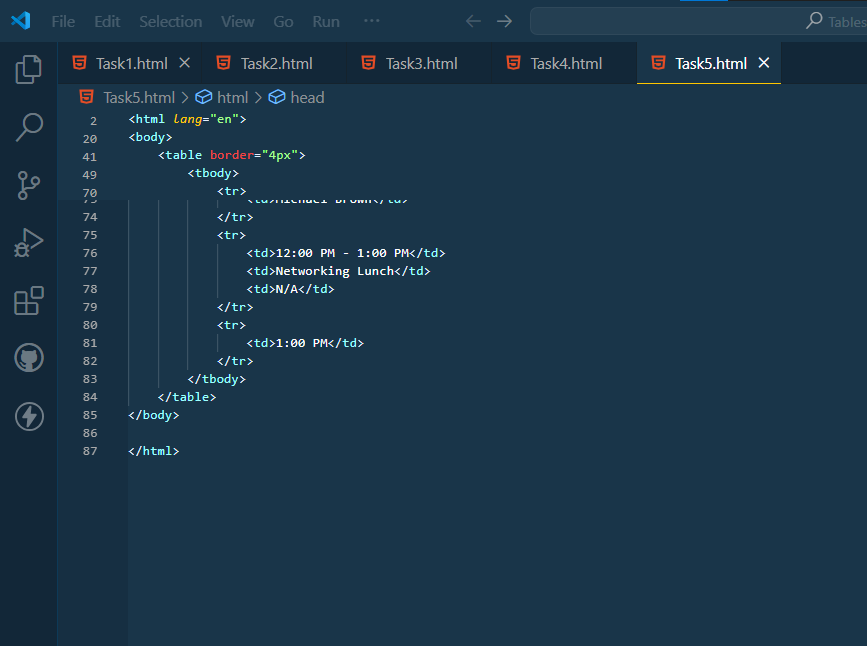 File Edit Selection View Go Run ··· Tables
Task1.html Task2.html Task3.html Task4.html Task5.html
Task5.html > html > head
2 <html lang="en">
20 <body>
41 <table border="4px">
49 <tbody>
70 <tr>
73 <td>Michael Brown</td>
74 </tr>
75 <tr>
76 <td>12:00 PM - 1:00 PM</td>
77 <td>Networking Lunch</td>
78 <td>N/A</td>
79 </tr>
80 <tr>
81 <td>1:00 PM</td>
82 </tr>
83 </tbody>
84 </table>
85 </body>
86
87 </html>